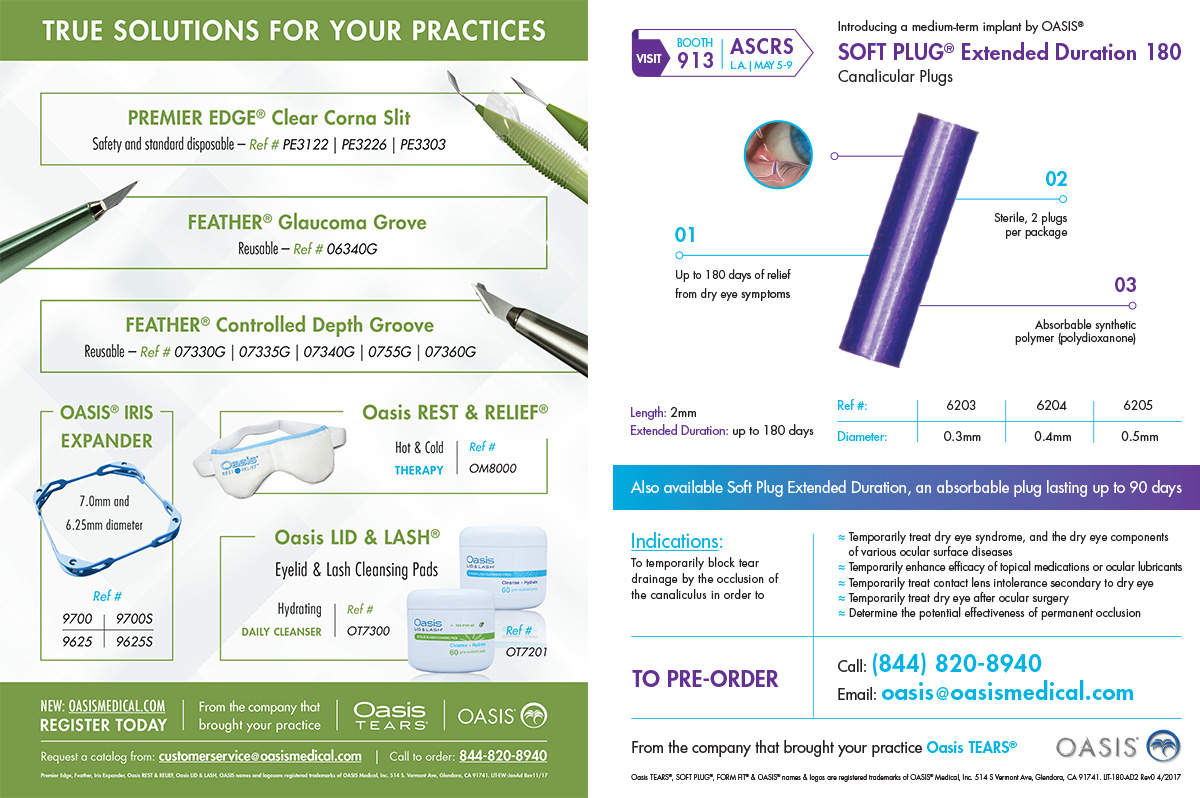 TRUE SOLUTIONS FOR YOUR PRACTICES
PREMIER EDGE® Clear Corna Slit
Safety and standard disposable – Ref # PE3122 | PE3226 | PE3303
FEATHER® Glaucoma Grove
Reusable – Ref # 06340G
FEATHER® Controlled Depth Groove
Reusable – Ref # 07330G | 07335G | 07340G | 0755G | 07360G
OASIS® IRIS
EXPANDER
7.0mm and
6.25mm diameter
Ref #
9700 | 9700S
9625 | 9625S
Oasis REST & RELIEF®
Oasis
REST & RELIEF
Hot & Cold
THERAPY
Ref #
OM8000
Oasis LID & LASH®
Eyelid & Lash Cleansing Pads
Hydrating
DAILY CLEANSER
Ref #
OT7300
Oasis
LID & LASH
Cleanse • Hydrate
60
Oasis
LID & LASH
Cleanse • Hydrate
60
Ref #
OT7201
NEW: OASISMEDICAL.COM
REGISTER TODAY
From the company that
brought your practice
Oasis
TEARS®
OASIS®
Request a catalog from: customerservice@oasismedical.com | Call to order: 844-820-8940
Premier Edge, Feather, Iris Expander, Oasis REST & RELIEF, Oasis LID & LASH, OASIS names and logosare registered trademarks of OASIS Medical, Inc. 514 S. Vermont Ave, Glendora, CA 91741. LIT-EW-JanAd Rev11/17
VISIT
BOOTH
913
ASCRS
L.A. | MAY 5-9
Introducing a medium-term implant by OASIS®
SOFT PLUG® Extended Duration 180
Canalicular Plugs
01
Up to 180 days of relief
from dry eye symptoms
02
Sterile, 2 plugs
per package
03
Absorbable synthetic
polymer (polydioxanone)
Length: 2mm
Extended Duration: up to 180 days
Ref #: 6203 6204 6205
Diameter: 0.3mm 0.4mm 0.5mm
Also available Soft Plug Extended Duration, an absorbable plug lasting up to 90 days
Indications:
To temporarily block tear
drainage by the occlusion of
the canaliculus in order to
≈ Temporarily treat dry eye syndrome, and the dry eye components
of various ocular surface diseases
≈ Temporarily enhance efficacy of topical medications or ocular lubricants
≈ Temporarily treat contact lens intolerance secondary to dry eye
≈ Temporarily treat dry eye after ocular surgery
≈ Determine the potential effectiveness of permanent occlusion
TO PRE-ORDER
Call: (844) 820-8940
Email: oasis@oasismedical.com
From the company that brought your practice Oasis TEARS®
OASIS®
Oasis TEARS®, SOFT PLUG®, FORM FIT® & OASIS® names & logos are registered trademarks of OASIS® Medical, Inc. 514 S Vermont Ave, Glendora, CA 91741. LIT-180-AD2 Rev0 4/2017